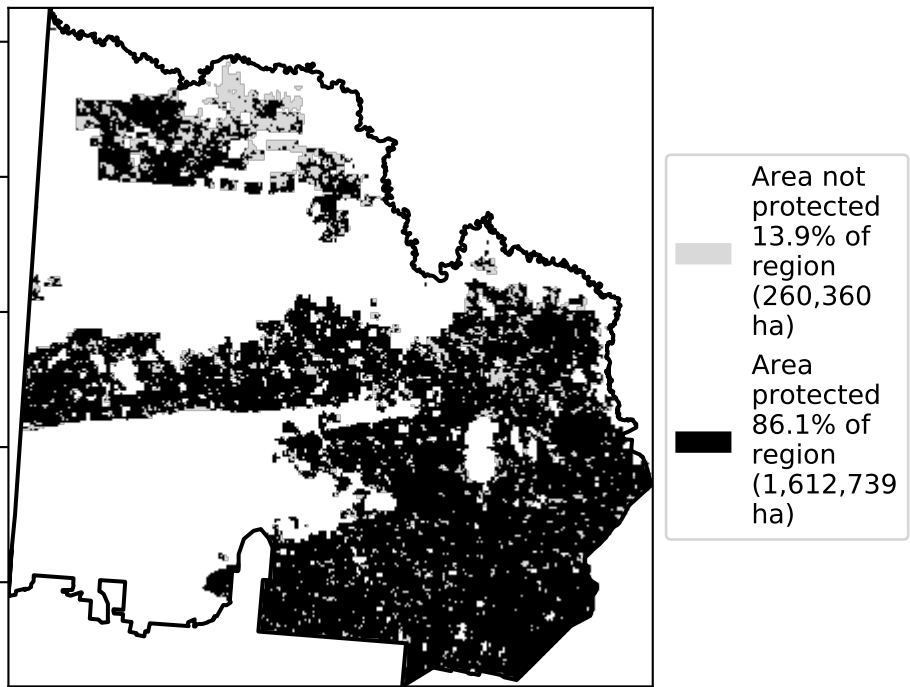 Area not
protected
13.9% of
region
(260,360
ha)
Area
protected
86.1% of
region
(1,612,739
ha)